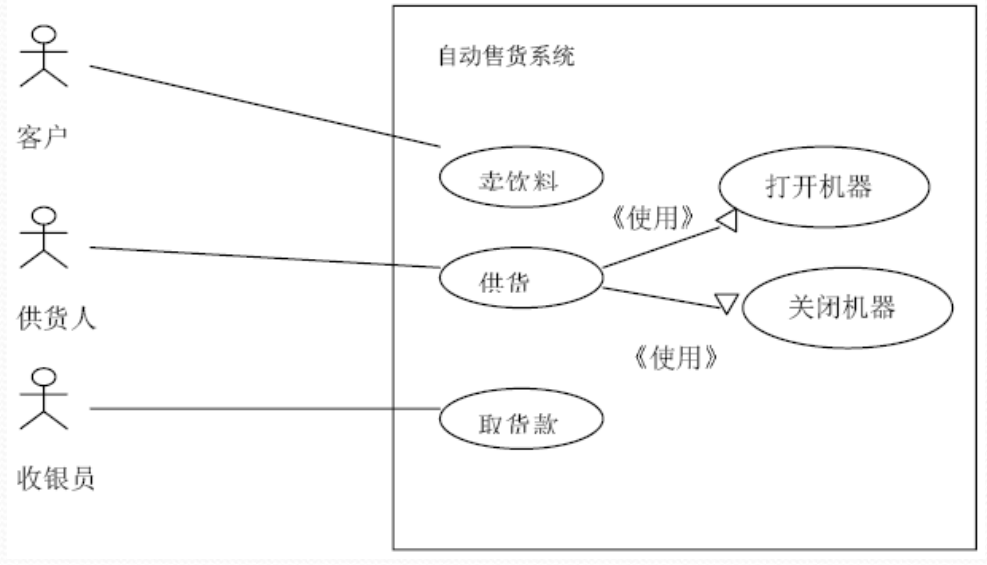 自动售货系统
客户
卖饮料
打开机器
《使用》
供货人
供货
关闭机器
《使用》
收银员
取货款